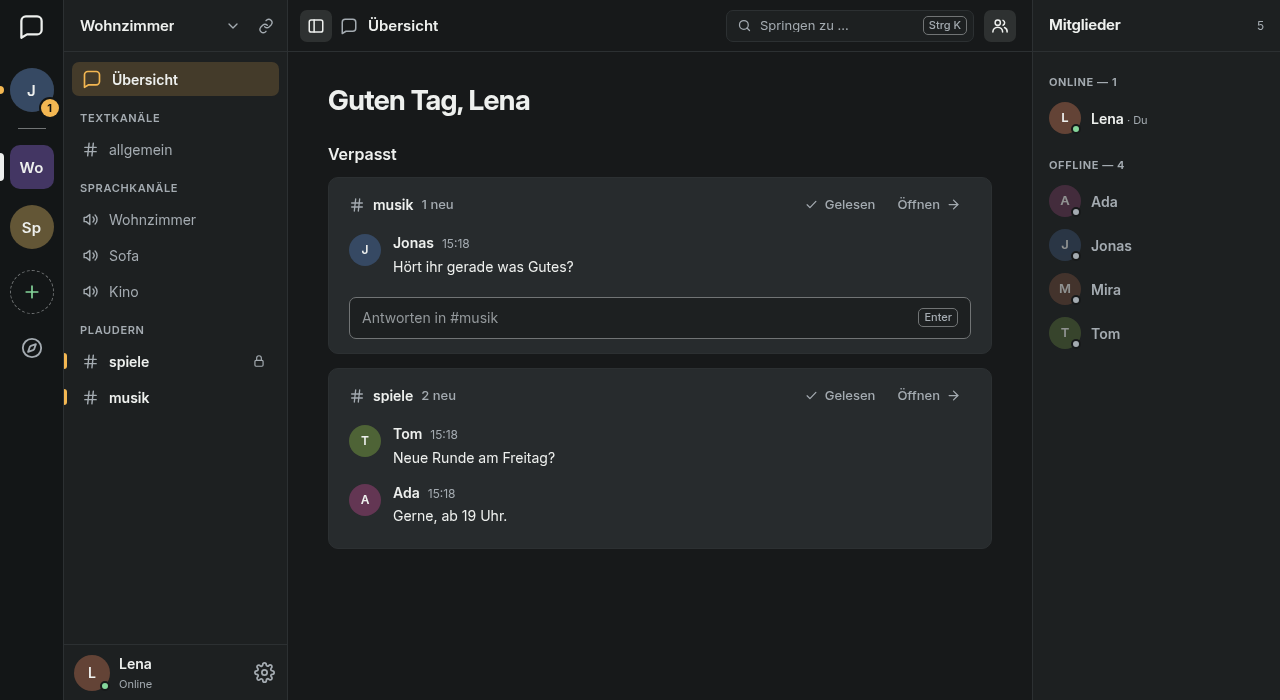 J
1
Wo
Sp
Wohnzimmer
Übersicht
TEXTKANÄLE
allgemein
SPRACHKANÄLE
Wohnzimmer
Sofa
Kino
PLAUDERN
spiele
musik
L
Lena
Online
Übersicht
Springen zu ...
Strg K
Guten Tag, Lena
Verpasst
musik 1 neu
Gelesen
Öffnen
J
Jonas 15:18
Hört ihr gerade was Gutes?
Antworten in #musik
Enter
spiele 2 neu
Gelesen
Öffnen
T
Tom 15:18
Neue Runde am Freitag?
A
Ada 15:18
Gerne, ab 19 Uhr.
Mitglieder
5
ONLINE — 1
L
Lena · Du
OFFLINE — 4
A
Ada
J
Jonas
M
Mira
T
Tom